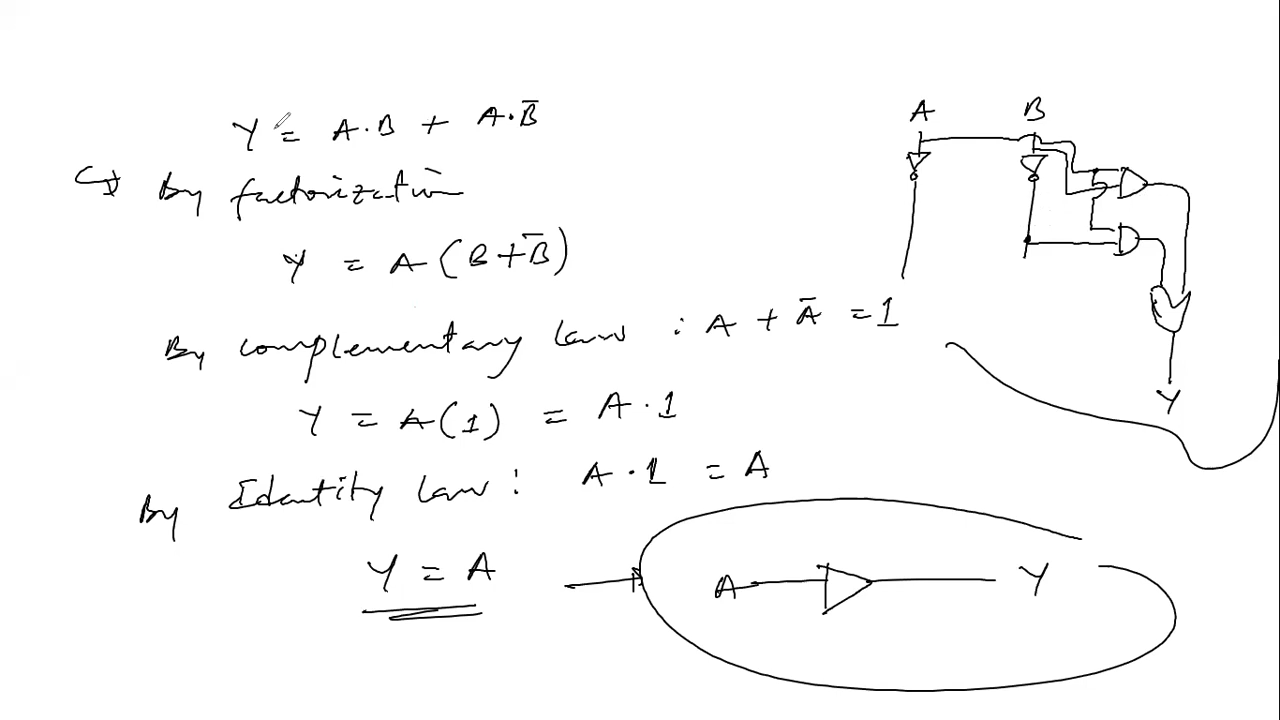 Y = A.B + A.B̅
By factorization
Y = A (B + B̅)
By complementary law : A + A̅ = 1
Y = A(1) = A.1
By Identity law : A.1 = A
Y = A
A Y
A B
Y